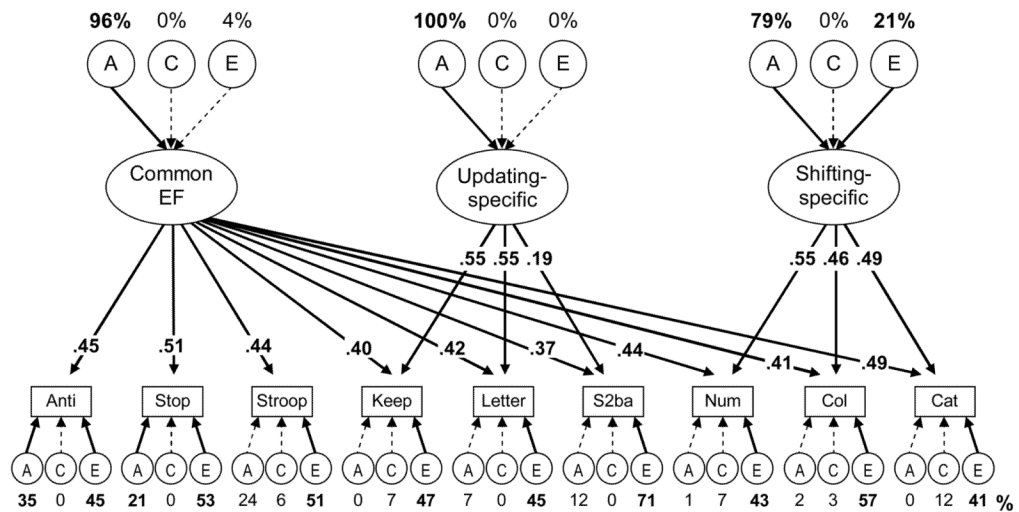 96% 0% 4% 100% 0% 0% 79% 0% 21%
A C E A C E A C E
Common
EF
Updating-
specific
Shifting-
specific
.55 .55 .19 .55 .46 .49
.45 .51 .44 .40 .42 .37 .44 .41 .49
Anti Stop Stroop Keep Letter S2ba Num Col Cat
A C E A C E A C E A C E A C E A C E A C E A C E A C E
35 0 45 21 0 53 24 6 51 0 7 47 7 0 45 12 0 71 1 7 43 2 3 57 0 12 41 %